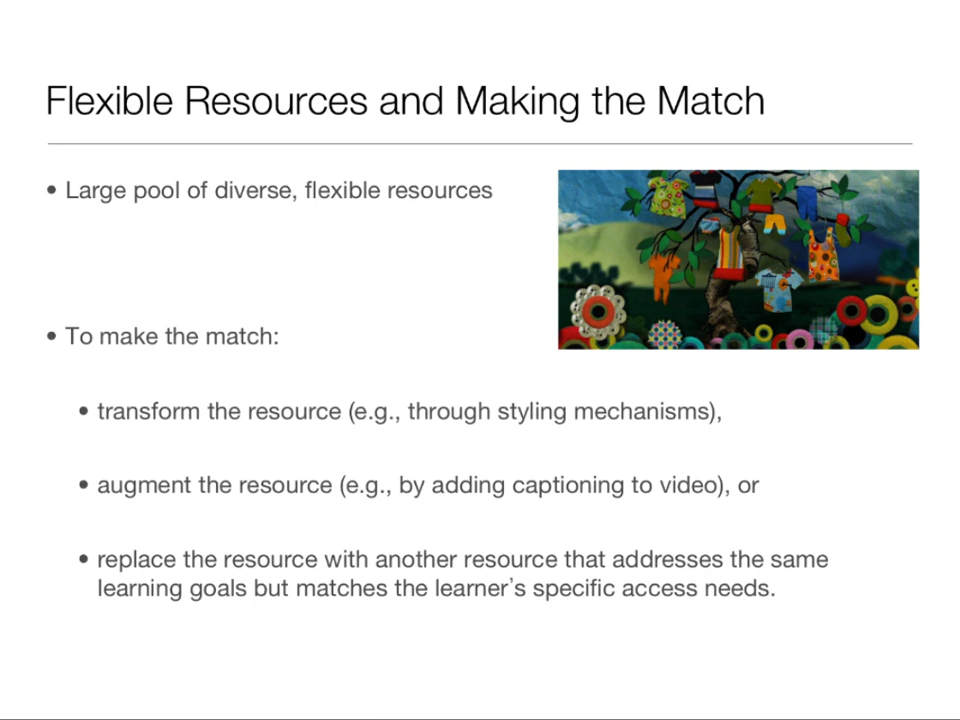 Flexible Resources and Making the Match
• Large pool of diverse, flexible resources
• To make the match:
• transform the resource (e.g., through styling mechanisms),
• augment the resource (e.g., by adding captioning to video), or
• replace the resource with another resource that addresses the same
learning goals but matches the learner’s specific access needs.